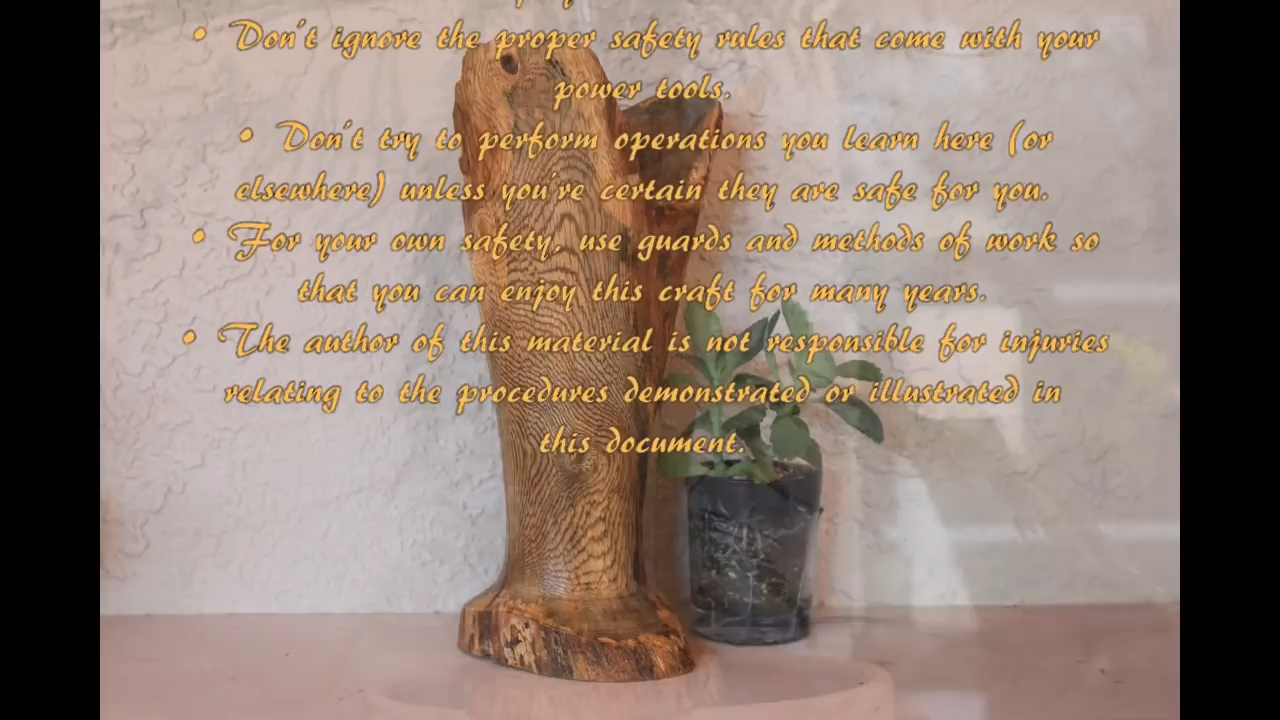 • Don't ignore the proper safety rules that come with your
power tools.
• Don't try to perform operations you learn here (or
elsewhere) unless you're certain they are safe for you.
• For your own safety, use guards and methods of work so
that you can enjoy this craft for many years.
• The author of this material is not responsible for injuries
relating to the procedures demonstrated or illustrated in
this document.